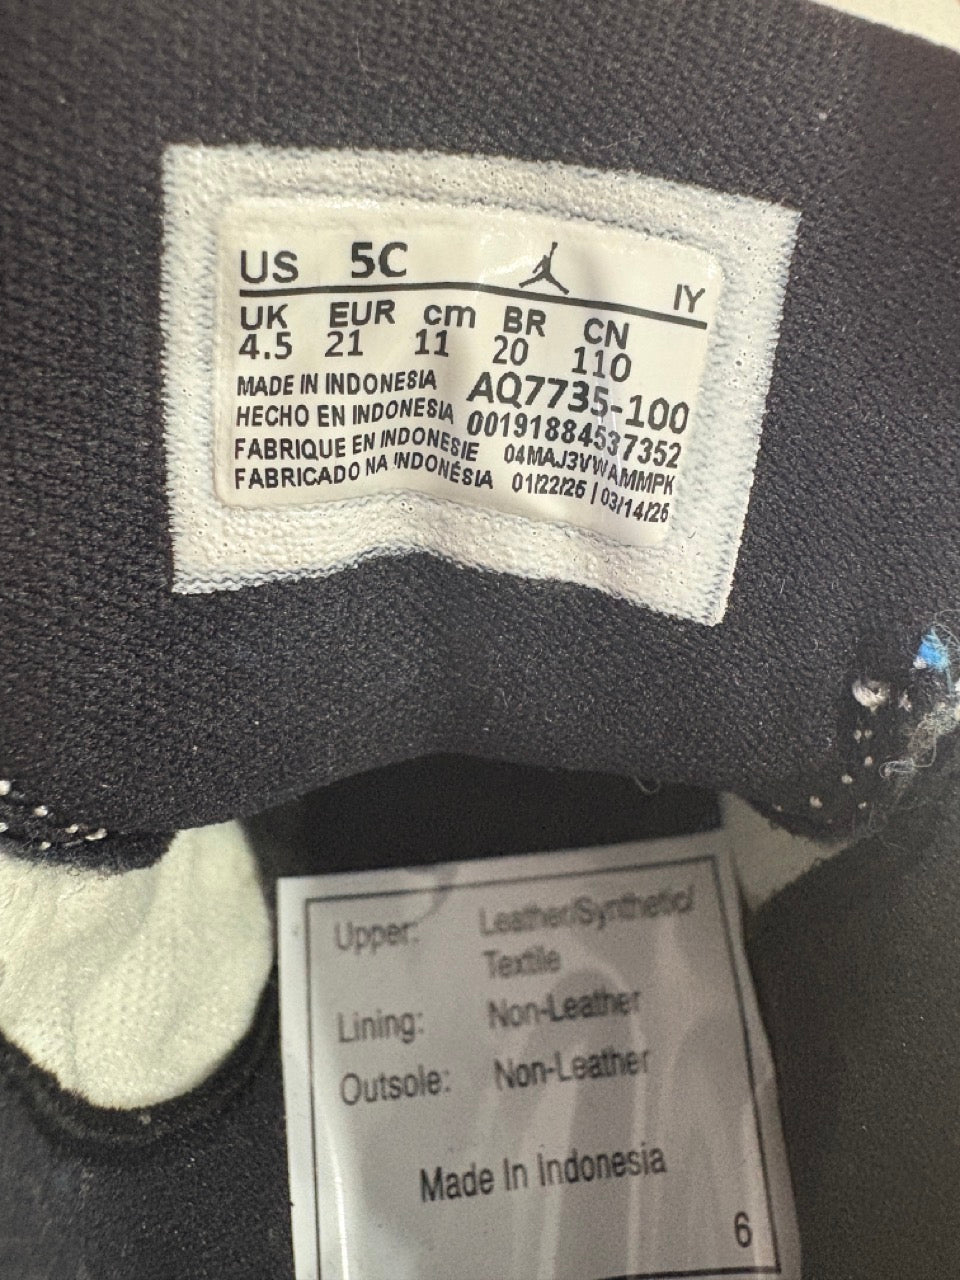 US 5C
IY
UK EUR cm BR CN
4.5 21 11 20 110
MADE IN INDONESIA AQ7735-100
HECHO EN INDONESIA 00191884537352
FABRIQUE EN INDONESIE 04MAJ3VWAMMPK
FABRICADO NA INDONÉSIA 01/22/26 | 03/14/26
Upper: Leather/Synthetic/
Textile
Lining: Non-Leather
Outsole: Non-Leather
Made In Indonesia
6